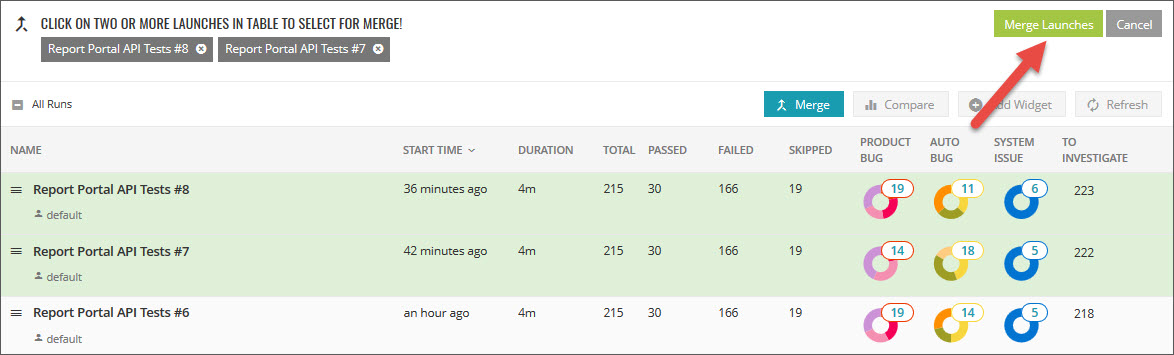 CLICK ON TWO OR MORE LAUNCHES IN TABLE TO SELECT FOR MERGE!
Merge Launches Cancel
Report Portal API Tests #8 Report Portal API Tests #7
All Runs Merge Compare Add Widget Refresh
NAME START TIME DURATION TOTAL PASSED FAILED SKIPPED PRODUCT BUG AUTO BUG SYSTEM ISSUE TO INVESTIGATE
Report Portal API Tests #8 36 minutes ago 4m 215 30 166 19 19 11 6 223
default
Report Portal API Tests #7 42 minutes ago 4m 215 30 166 19 14 18 5 222
default
Report Portal API Tests #6 an hour ago 4m 215 30 166 19 19 14 5 218
default